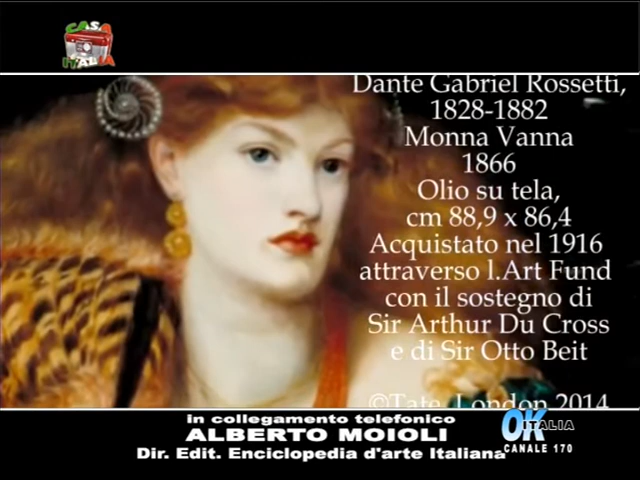 CASA
ITALIA
Dante Gabriel Rossetti,
1828-1882
Monna Vanna
1866
Olio su tela,
cm 88,9 x 86,4
Acquistato nel 1916
attraverso l.Art Fund
con il sostegno di
Sir Arthur Du Cross
e di Sir Otto Beit
©Tate, London 2014
in collegamento telefonico
ALBERTO MOIOLI
Dir. Edit. Enciclopedia d'arte Italiana
OK ITALIA
CANALE 170